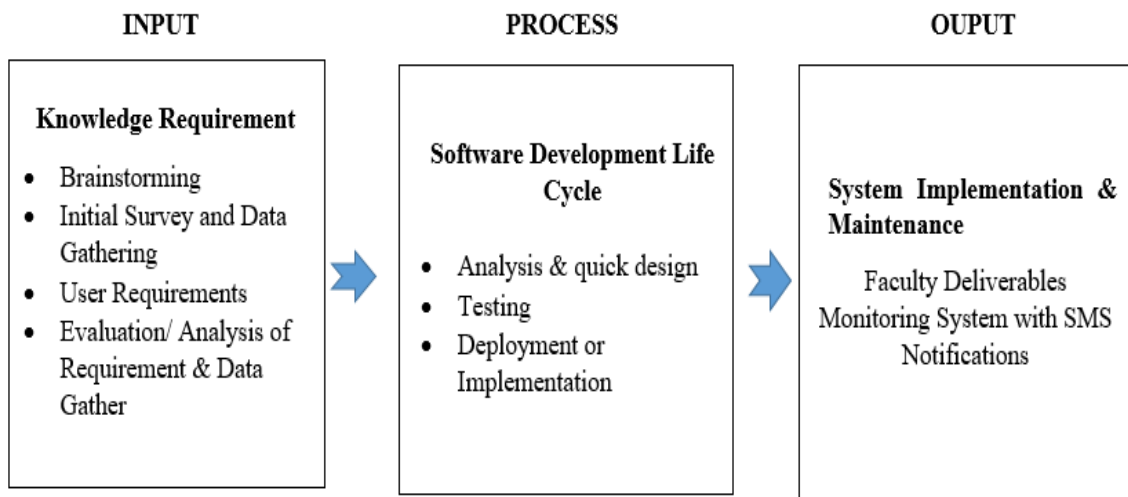 INPUT
Knowledge Requirement
• Brainstorming
• Initial Survey and Data
Gathering
• User Requirements
• Evaluation/ Analysis of
Requirement & Data
Gather
PROCESS
Software Development Life
Cycle
• Analysis & quick design
• Testing
• Deployment or
Implementation
OUPUT
System Implementation &
Maintenance
Faculty Deliverables
Monitoring System with SMS
Notifications